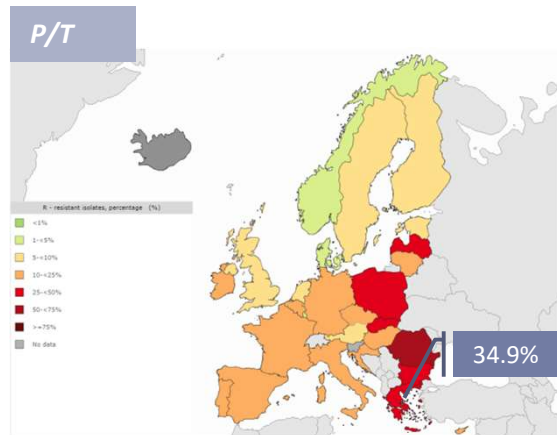 P/T
R - resistant isolates, percentage (%)
<1%
1-<5%
5-<10%
10-<25%
25-<50%
50-<75%
>=75%
No data
34.9%